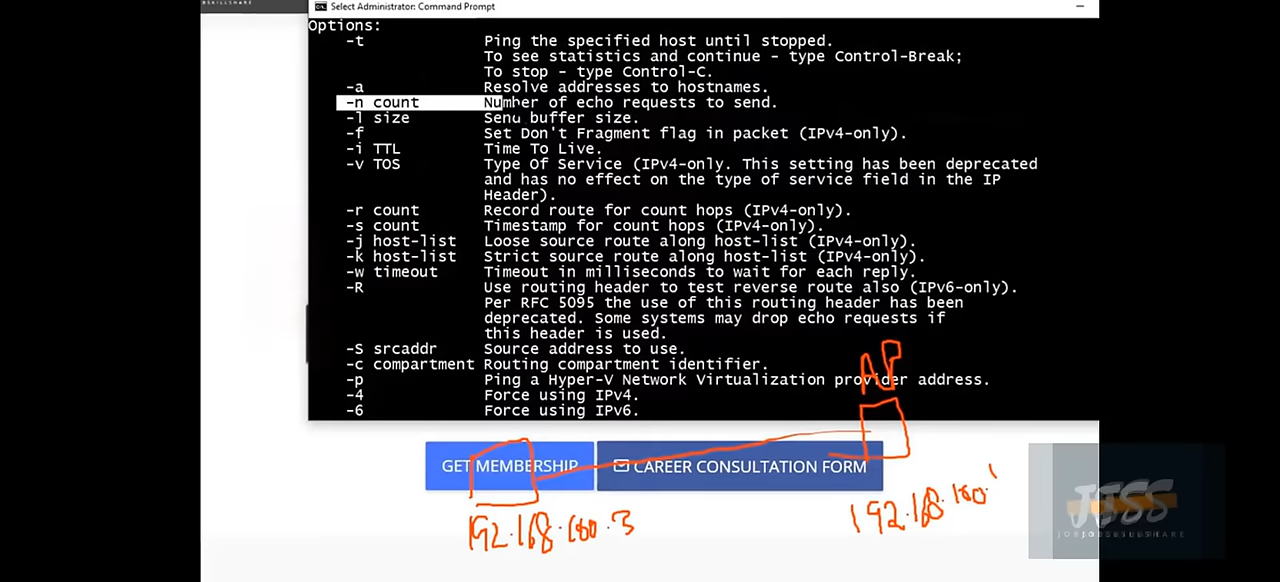 Select Administrator: Command Prompt
Options:
-t Ping the specified host until stopped.
To see statistics and continue - type Control-Break;
To stop - type Control-C.
-a Resolve addresses to hostnames.
-n count Number of echo requests to send.
-l size Send buffer size.
-f Set Don't Fragment flag in packet (IPv4-only).
-i TTL Time To Live.
-v TOS Type Of Service (IPv4-only. This setting has been deprecated
and has no effect on the type of service field in the IP
Header).
-r count Record route for count hops (IPv4-only).
-s count Timestamp for count hops (IPv4-only).
-j host-list Loose source route along host-list (IPv4-only).
-k host-list Strict source route along host-list (IPv4-only).
-w timeout Timeout in milliseconds to wait for each reply.
-R Use routing header to test reverse route also (IPv6-only).
Per RFC 5095 the use of this routing header has been
deprecated. Some systems may drop echo requests if
this header is used.
-S srcaddr Source address to use.
-c compartment Routing compartment identifier.
-p Ping a Hyper-V Network Virtualization provider address.
-4 Force using IPv4.
-6 Force using IPv6.
AP
GET MEMBERSHIP
CAREER CONSULTATION FORM
192.168.100.3
192.168.100.1
JESS